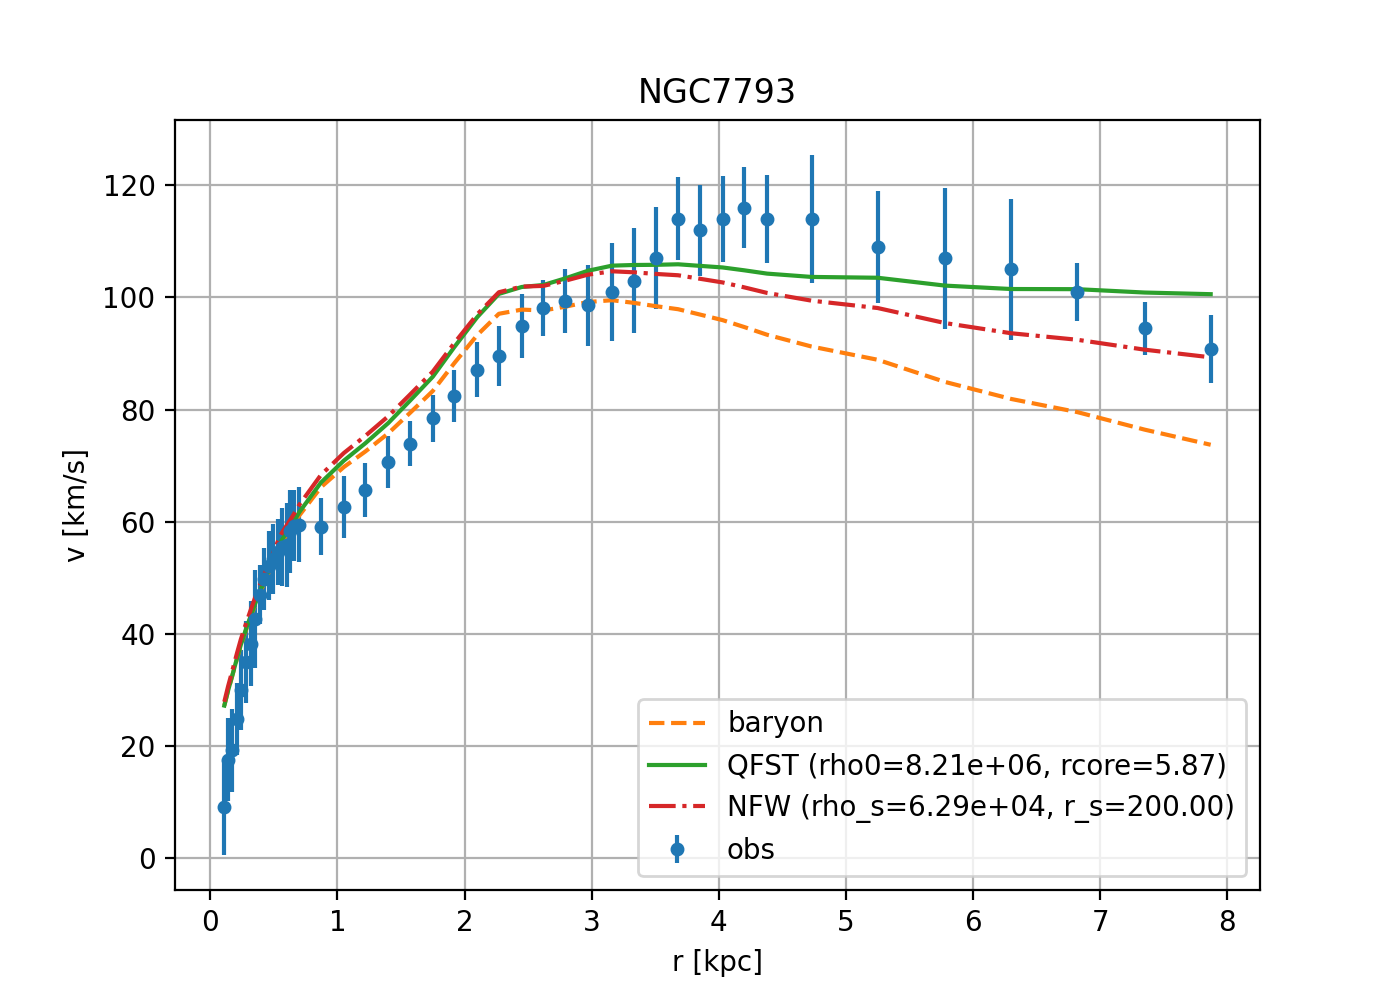 NGC7793
v [km/s]
120
100
80
60
40
20
0
baryon
QFST (rho0=8.21e+06, rcore=5.87)
NFW (rho_s=6.29e+04, r_s=200.00)
obs
0 1 2 3 4 5 6 7 8
r [kpc]